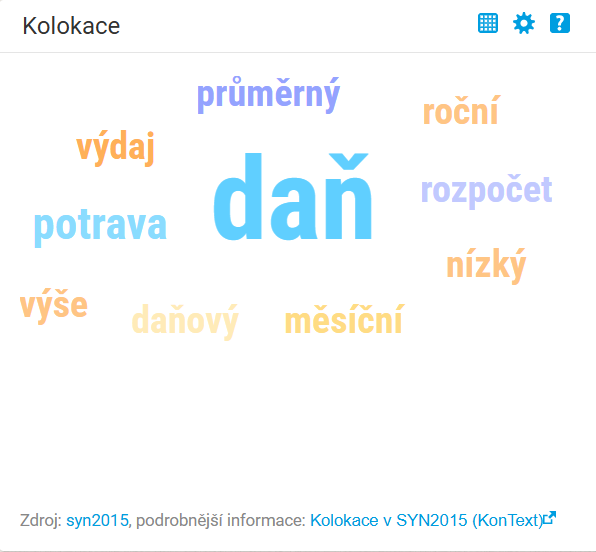 Kolokace
průměrný
roční
výdaj
daň
rozpočet
potrava
nízký
výše
daňový
měsíční
Zdroj: syn2015, podrobnější informace: Kolokace v SYN2015 (KonText)